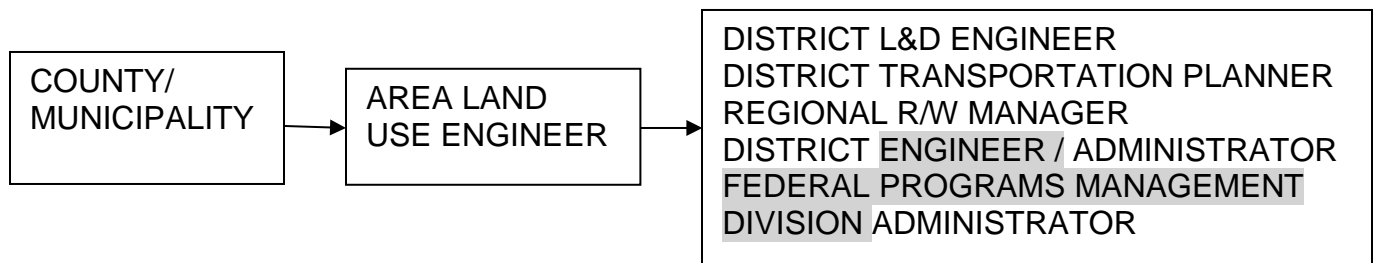 COUNTY/
MUNICIPALITY
AREA LAND
USE ENGINEER
DISTRICT L&D ENGINEER
DISTRICT TRANSPORTATION PLANNER
REGIONAL R/W MANAGER
DISTRICT ENGINEER / ADMINISTRATOR
FEDERAL PROGRAMS MANAGEMENT
DIVISION ADMINISTRATOR